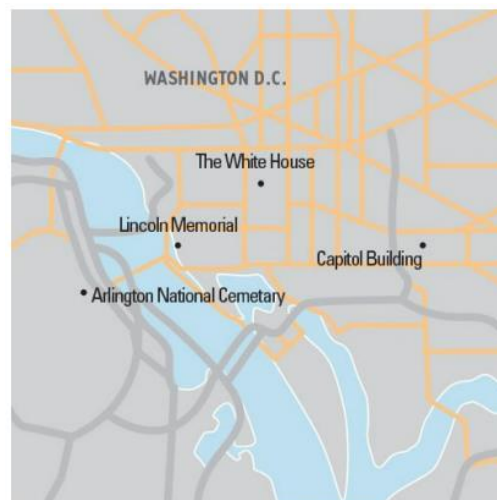 WASHINGTON D.C.
The White House
Lincoln Memorial
Capitol Building
Arlington National Cemetary